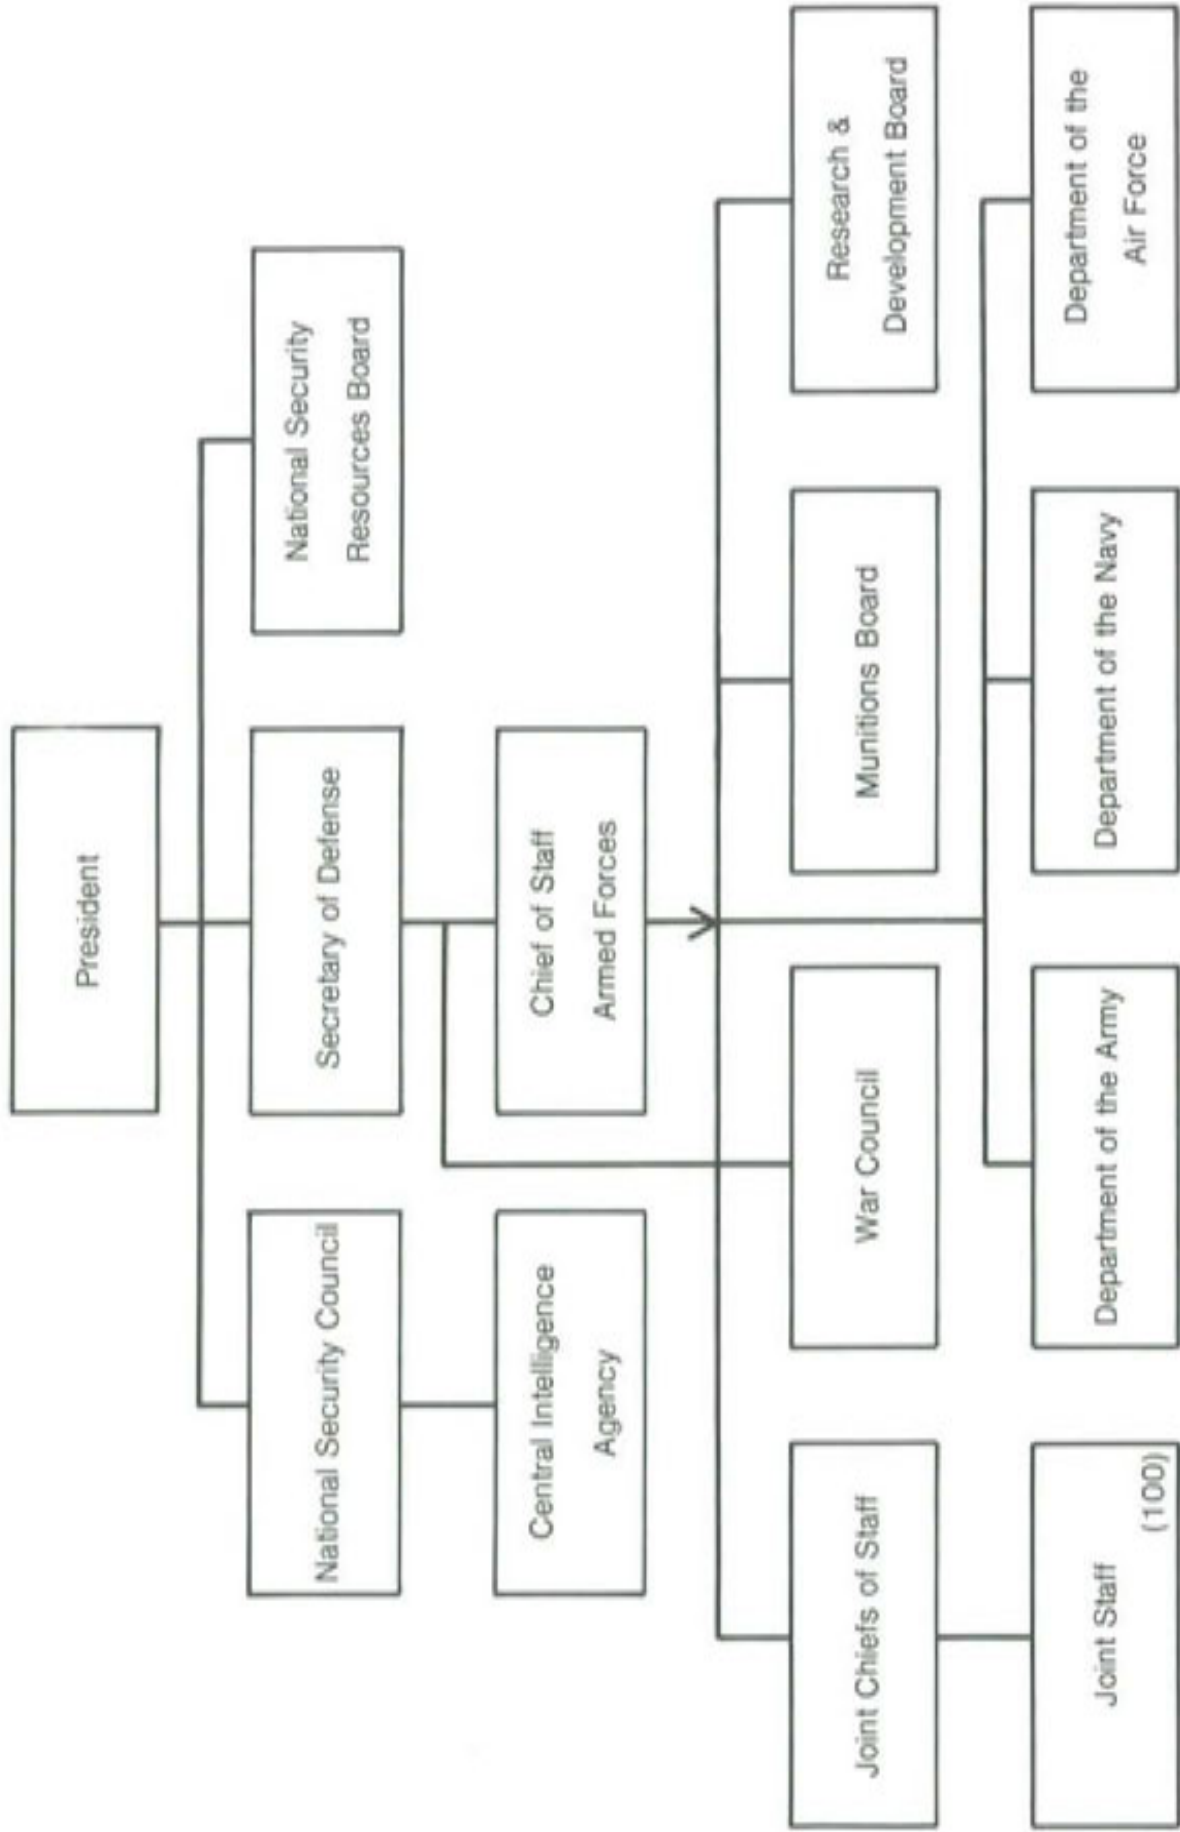 President
National Security Council
Secretary of Defense
National Security
Resources Board
Central Intelligence
Agency
Chief of Staff
Armed Forces
Joint Chiefs of Staff
War Council
Munitions Board
Research &
Development Board
Joint Staff
(100)
Department of the Army
Department of the Navy
Department of the
Air Force